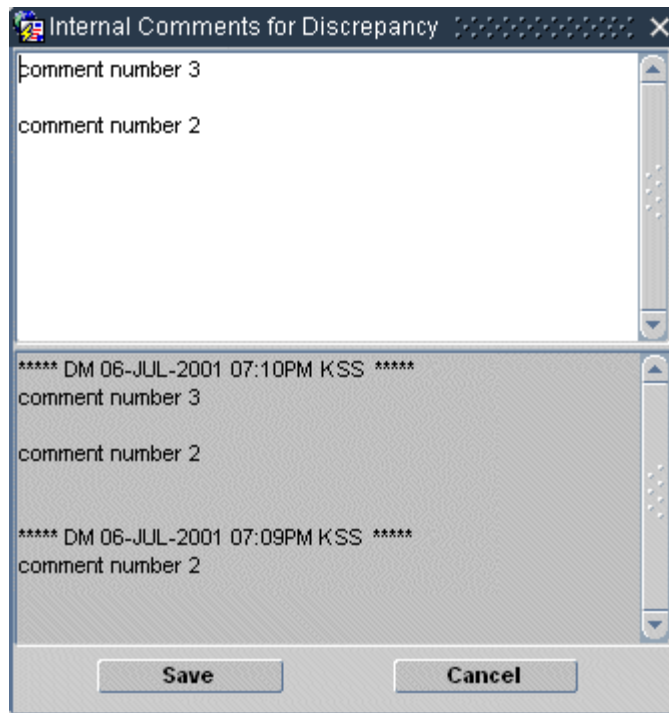 Internal Comments for Discrepancy
comment number 3
comment number 2
***** DM 06-JUL-2001 07:10PM KSS *****
comment number 3
comment number 2
***** DM 06-JUL-2001 07:09PM KSS *****
comment number 2
Save
Cancel